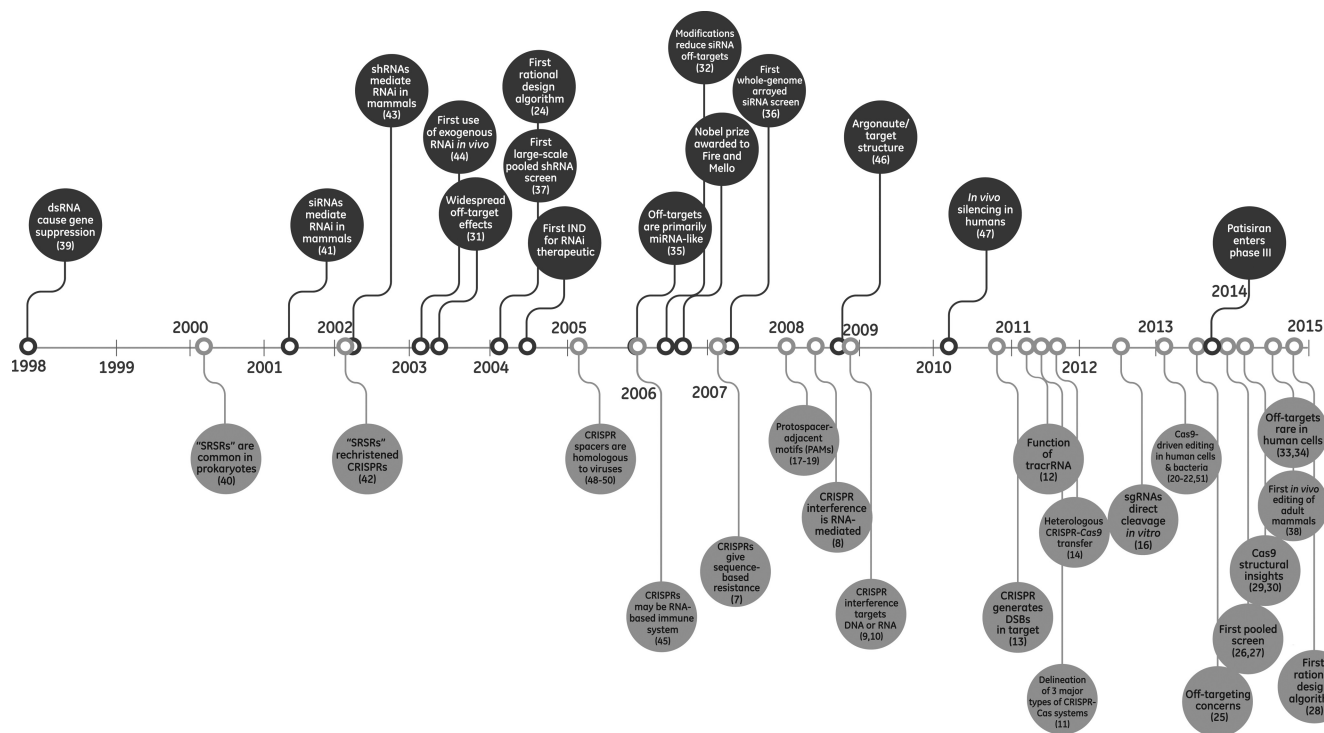 dsRNA
cause gene
suppression
(39)
siRNAs
mediate
RNAi in
mammals
(41)
shRNAs
mediate
RNAi in
mammals
(43)
First use
of exogenous
RNAi in vivo
(44)
Widespread
off-target
effects
(31)
First
rational
design
algorithm
(24)
First
large-scale
pooled shRNA
screen
(37)
First IND
for RNAi
therapeutic
Off-targets
are primarily
miRNA-like
(35)
Modifications
reduce siRNA
off-targets
(32)
Nobel prize
awarded to
Fire and
Mello
First
whole-genome
arrayed
siRNA screen
(36)
Argonaute/
target
structure
(46)
In vivo
silencing in
humans
(47)
Patisiran
enters
phase III
1998
1999
2000
2001
2002
2003
2004
2005
2006
2007
2008
2009
2010
2011
2012
2013
2014
2015
"SRSRs" are
common in
prokaryotes
(40)
"SRSRs"
rechristened
CRISPRs
(42)
CRISPR
spacers are
homologous
to viruses
(48-50)
CRISPRs
may be RNA-
based immune
system
(45)
CRISPRs
give
sequence-
based
resistance
(7)
Protospacer-
adjacent
motifs (PAMs)
(17-19)
CRISPR
interference
is RNA-
mediated
(8)
CRISPR
interference
targets
DNA or RNA
(9,10)
CRISPR
generates
DSBs
in target
(13)
Function
of
tracrRNA
(12)
Delineation
of 3 major
types of CRISPR-
Cas systems
(11)
Heterologous
CRISPR-Cas9
transfer
(14)
sgRNAs
direct
cleavage
in vitro
(16)
Cas9-
driven editing
in human cells
& bacteria
(20-22,51)
Off-targeting
concerns
(25)
First pooled
screen
(26,27)
Cas9
structural
insights
(29,30)
Off-targets
rare in
human cells
(33,34)
First in vivo
editing of
adult
mammals
(38)
First
ration
desig
algorit
(28)